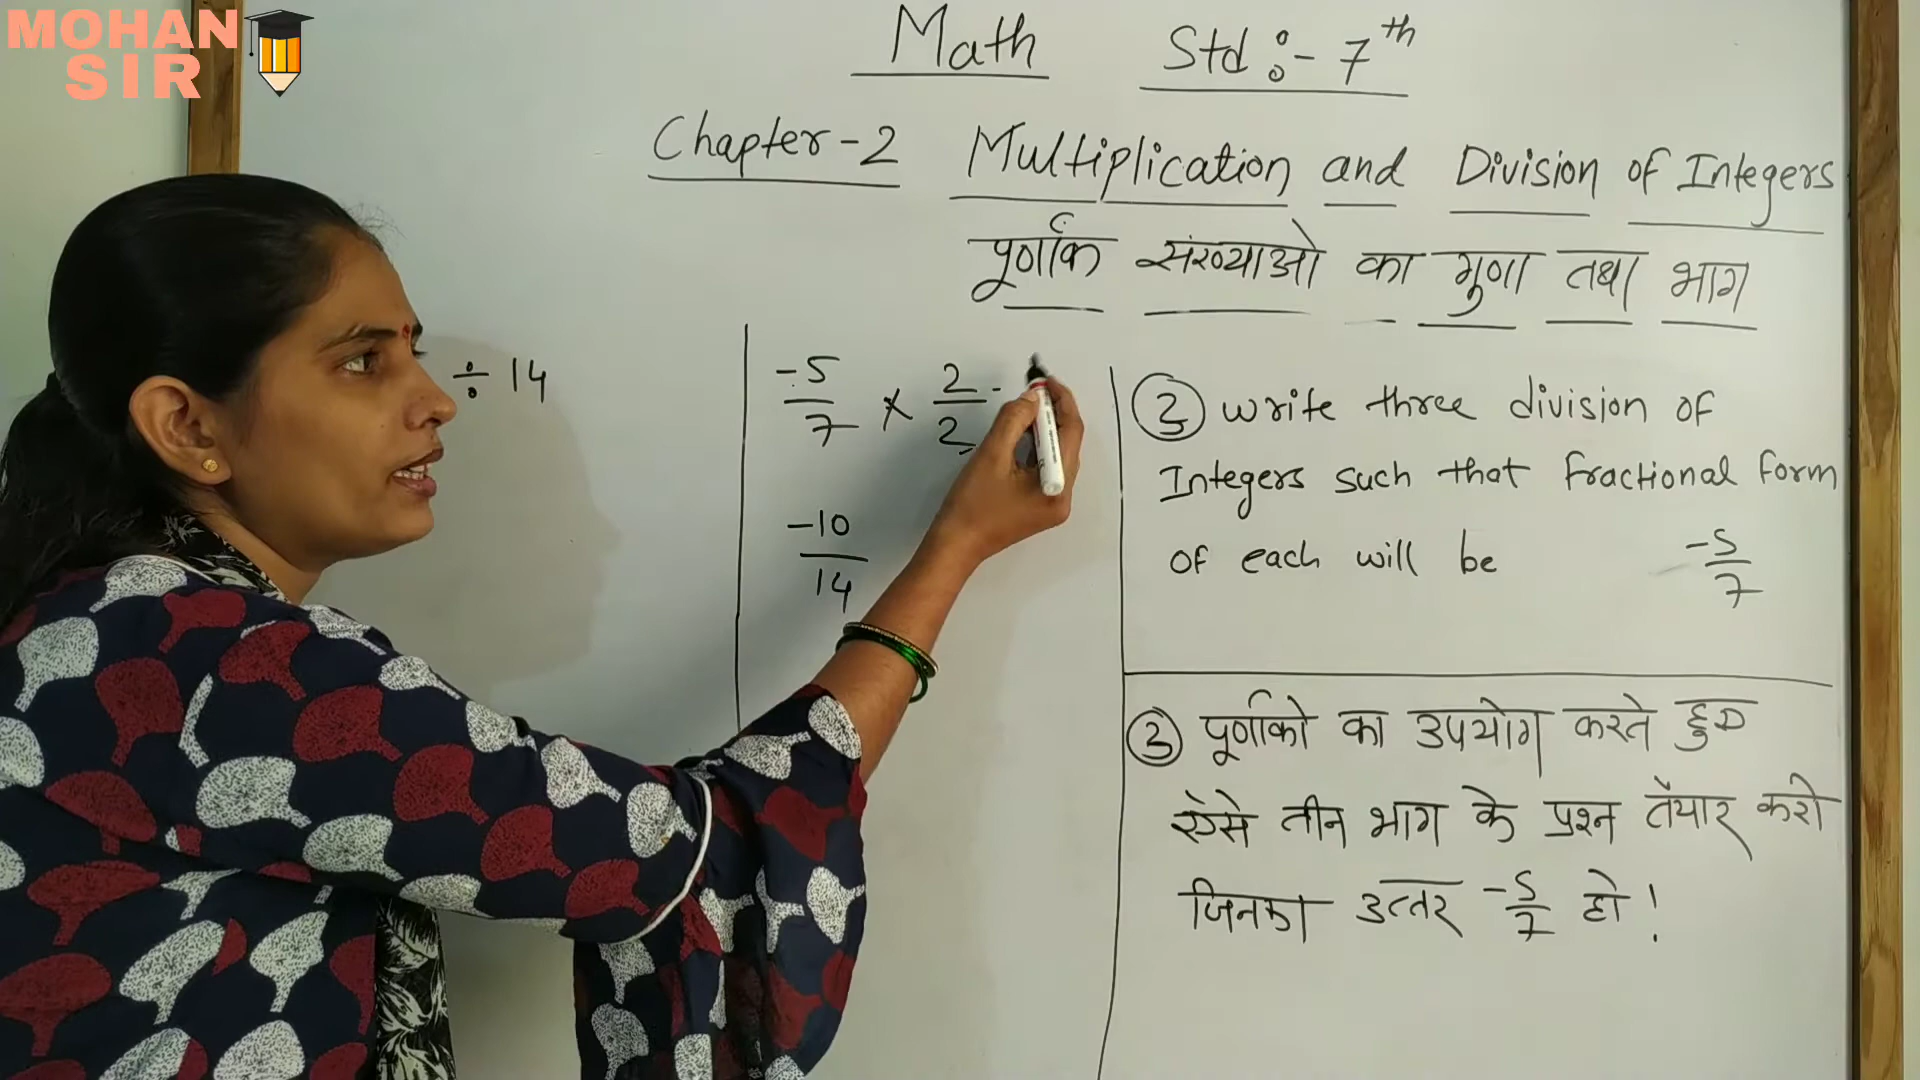 MOHAN
SIR
Math Std :- 7th
Chapter-2 Multiplication and Division of Integers
पूर्णांक संख्याओ का गुणा तथा भाग
÷ 14
-5/7 × 2/2 -
-10/14
② Write three division of
Integers such that fractional form
of each will be -5/7
② पूर्णांको का उपयोग करते हुए
ऐसे तीन भाग के प्रश्न तैयार करो
जिनका उत्तर -5/7 हो !